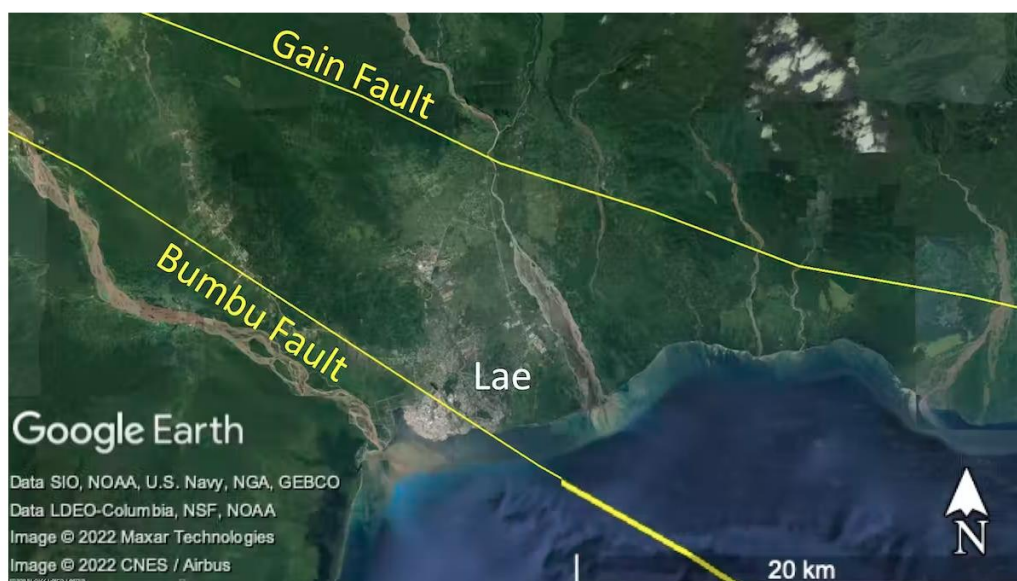 Gain Fault
Bumbu Fault
Lae
Google Earth
Data SIO, NOAA, U.S. Navy, NGA, GEBCO
Data LDEO-Columbia, NSF, NOAA
Image © 2022 Maxar Technologies
Image © 2022 CNES / Airbus
N
20 km